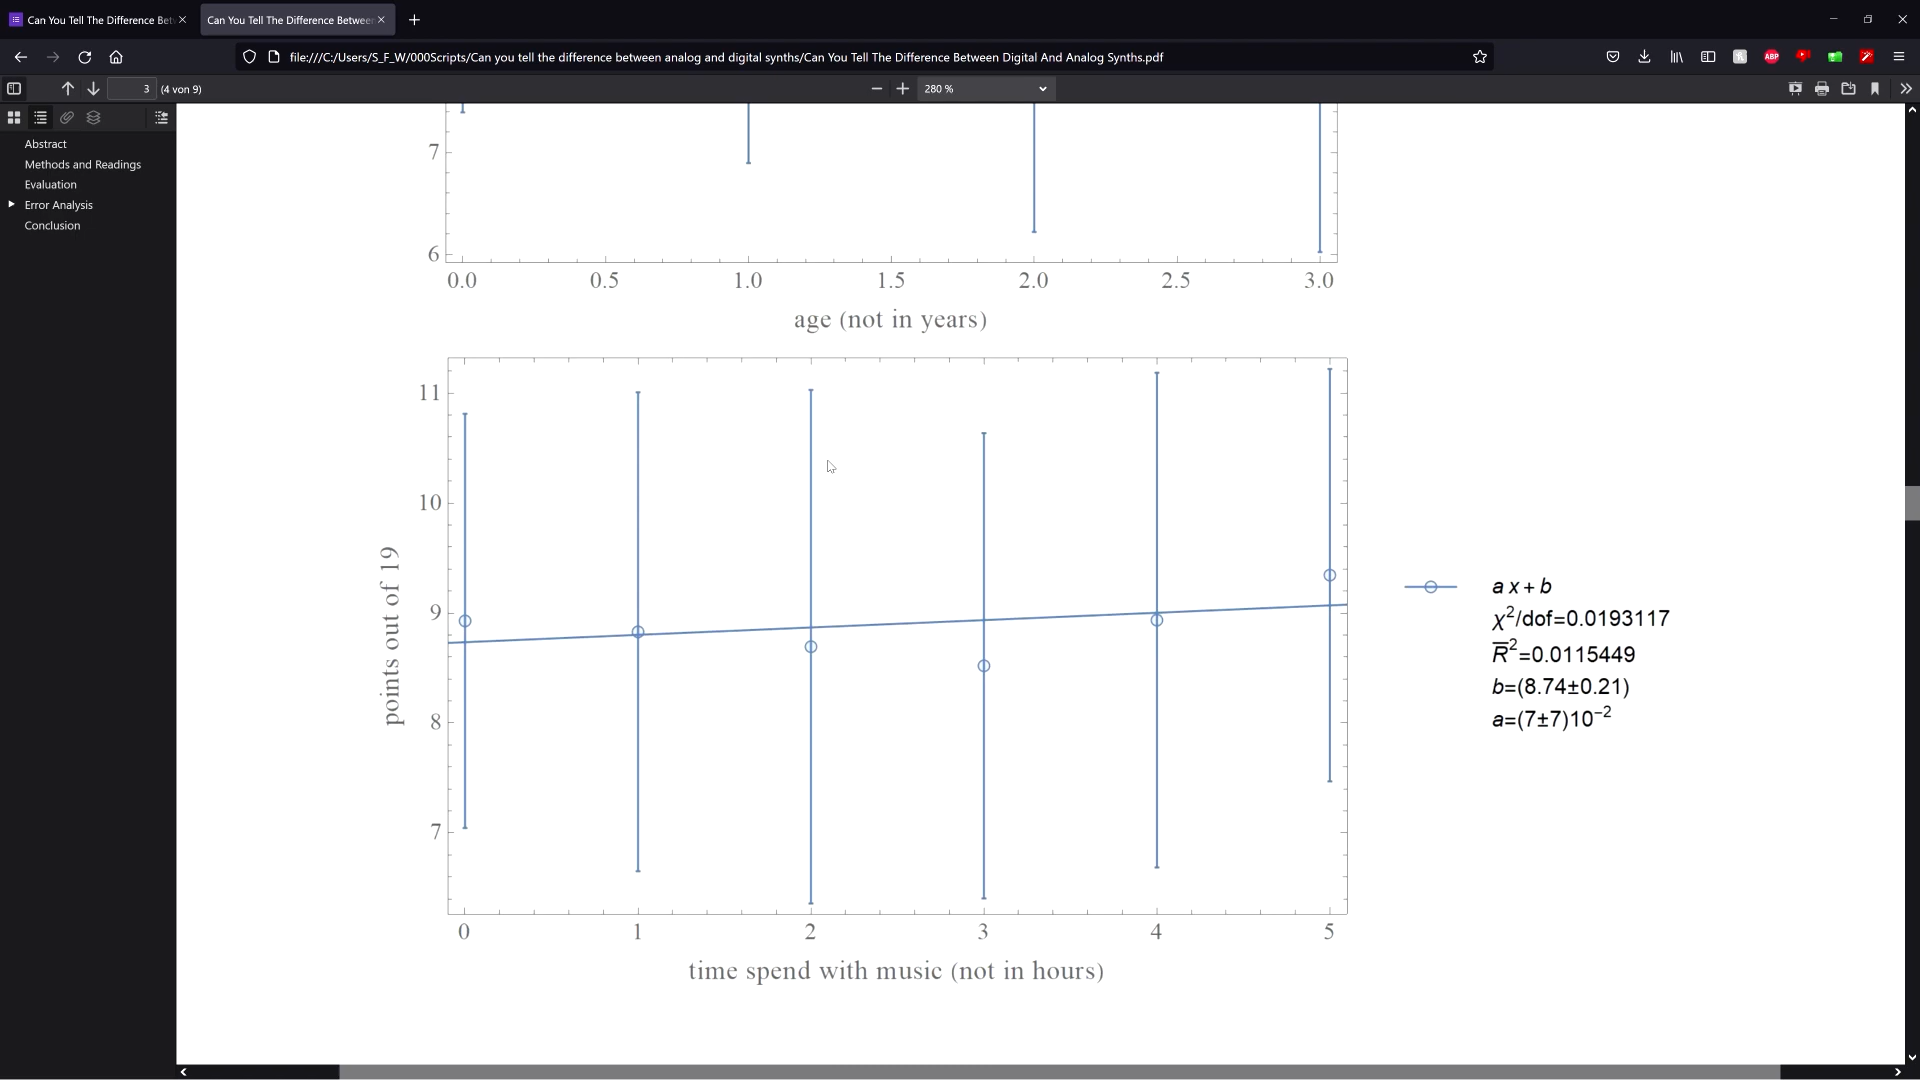 Can You Tell The Difference Bet
Can You Tell The Difference Between
file:///C:/Users/S_F_W/000Scripts/Can you tell the difference between analog and digital synths/Can You Tell The Difference Between Digital And Analog Synths.pdf
ABP
3 (4 von 9)
280 %
Abstract
Methods and Readings
Evaluation
Error Analysis
Conclusion
7
6
0.0 0.5 1.0 1.5 2.0 2.5 3.0
age (not in years)
11
10
9
8
7
points out of 19
0 1 2 3 4 5
time spend with music (not in hours)
a x + b
χ²/dof=0.0193117
R̅²=0.0115449
b=(8.74±0.21)
a=(7±7)10⁻²